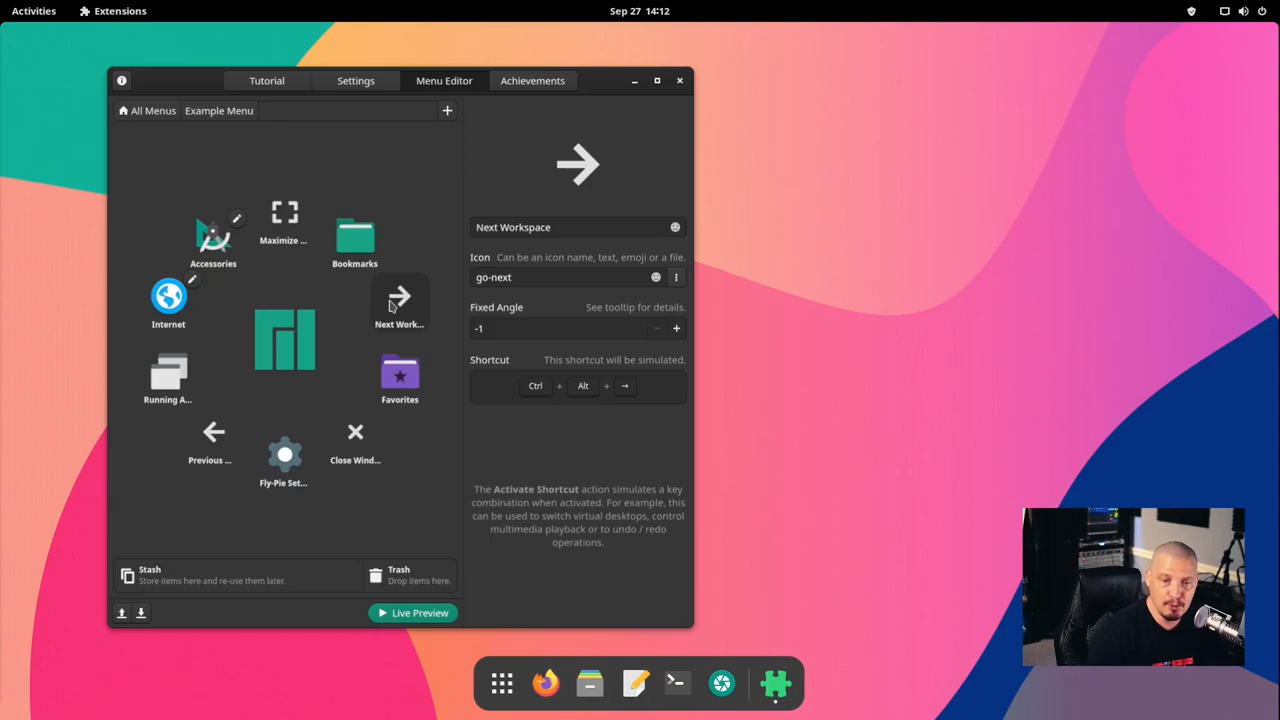 Activities
Extensions
Sep 27 14:12
Tutorial
Settings
Menu Editor
Achievements
All Menus
Example Menu
+
Maximize ...
Accessories
Bookmarks
Internet
Next Work...
Running A...
Favorites
Previous ...
Close Wind...
Fly-Pie Set...
Stash
Store items here and re-use them later.
Trash
Drop items here.
Live Preview
Next Workspace
Icon Can be an icon name, text, emoji or a file.
go-next
Fixed Angle See tooltip for details.
-1
Shortcut This shortcut will be simulated.
Ctrl + Alt + →
The Activate Shortcut action simulates a key
combination when activated. For example, this
can be used to switch virtual desktops, control
multimedia playback or to undo / redo
operations.